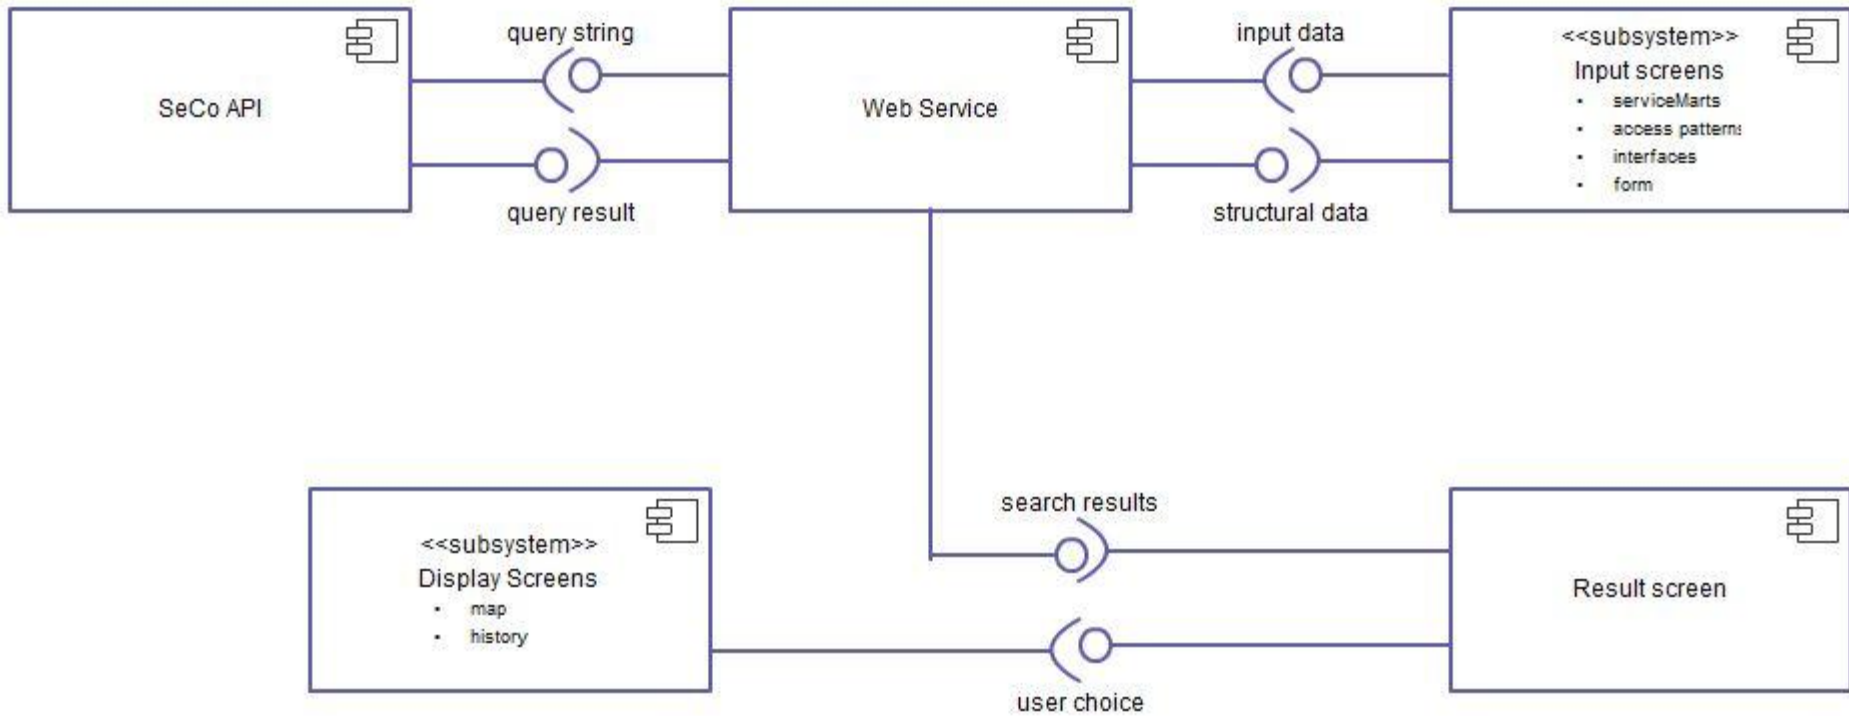 query string
input data
<<subsystem>>
Input screens
SeCo API
Web Service
• serviceMarts
• access patterns
• interfaces
• form
query result
structural data
search results
<<subsystem>>
Display Screens
• map
• history
Result screen
user choice